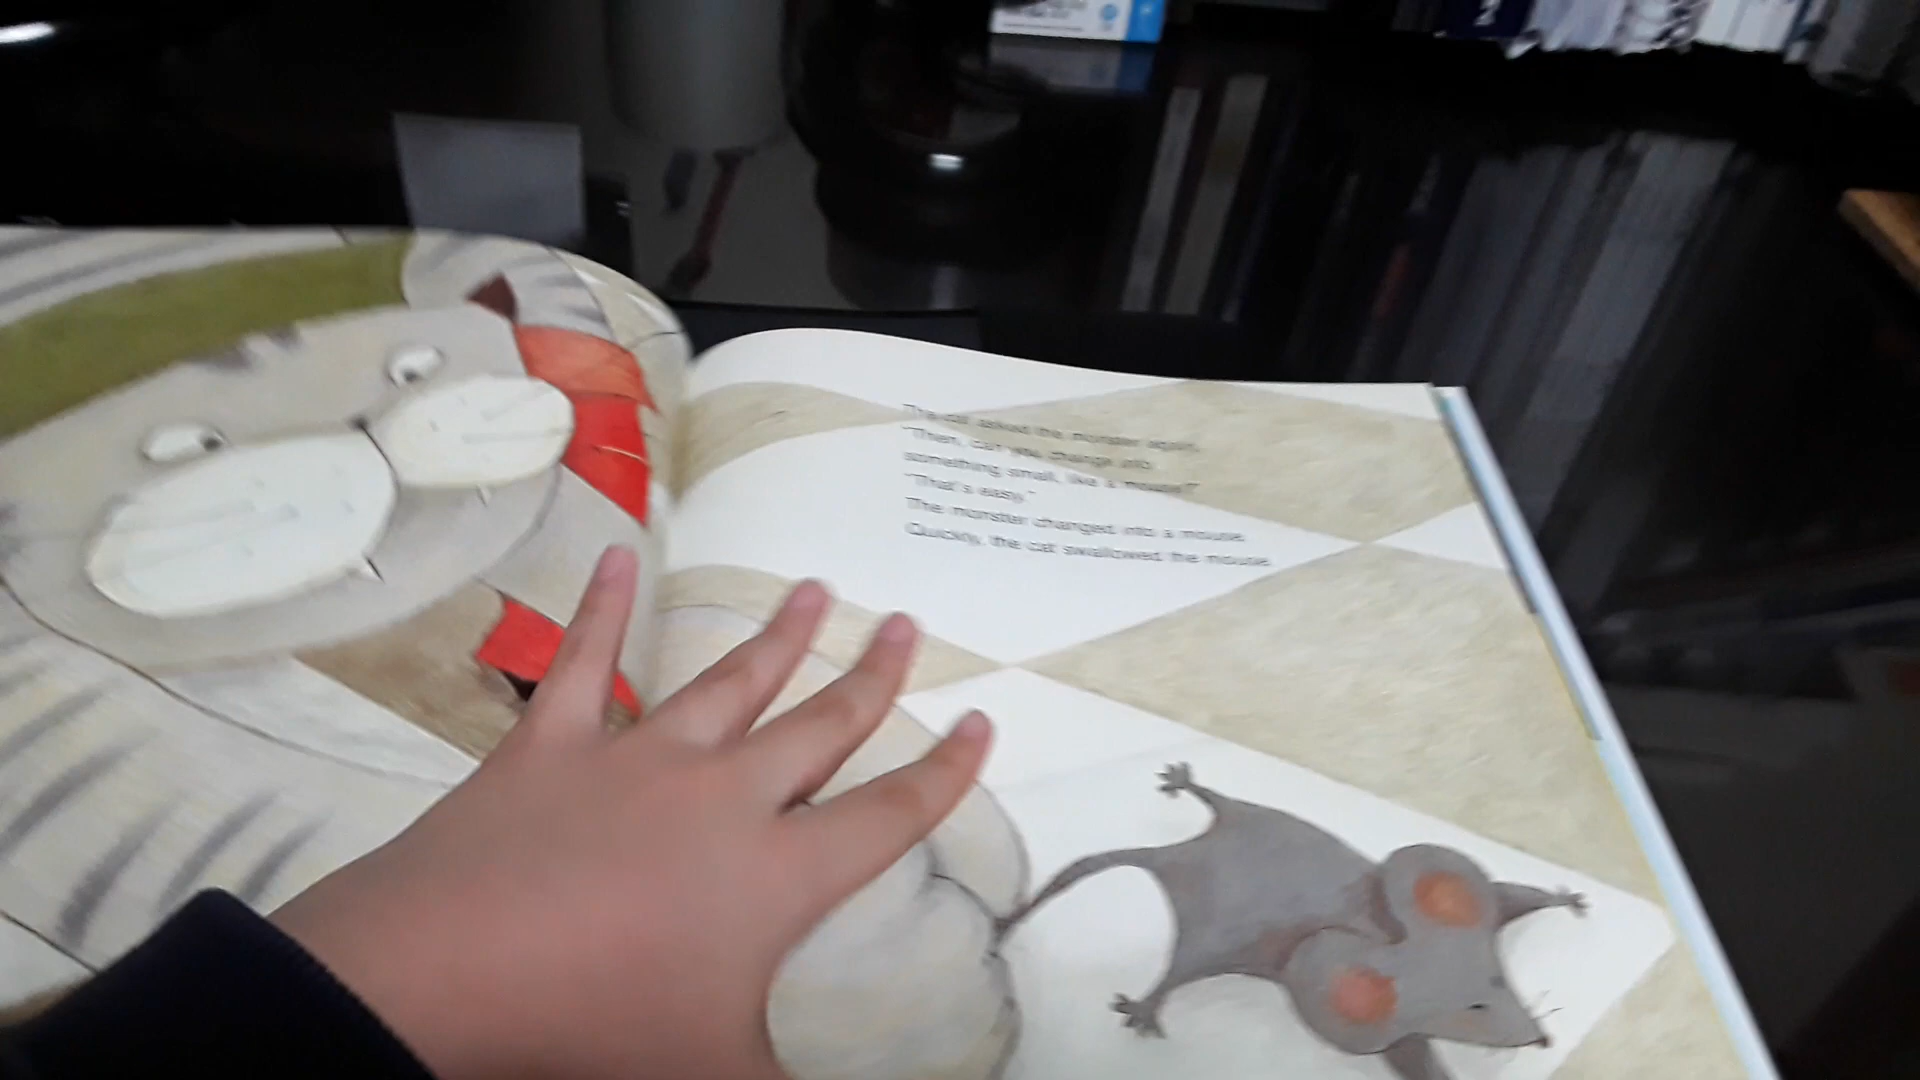 The cat asked the monster again,
"Then, can you change into
something small, like a mouse?"
"That's easy."
The monster changed into a mouse.
Quickly, the cat swallowed the mouse.